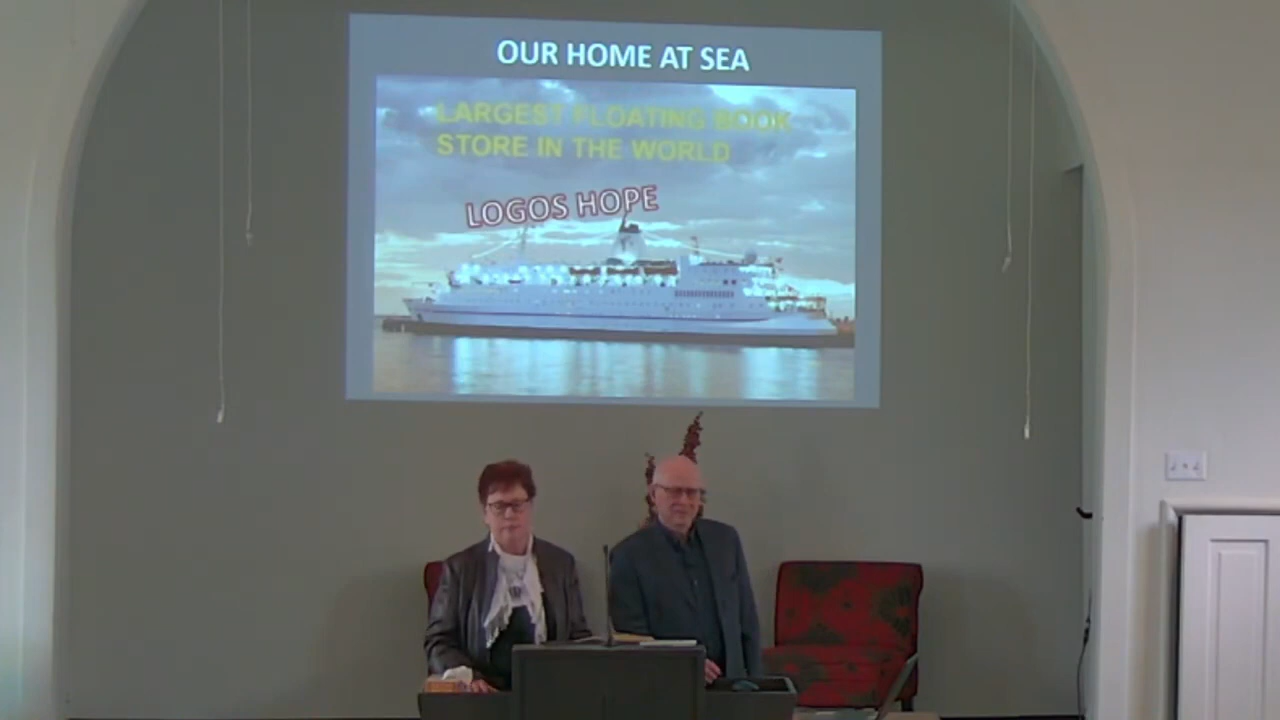 OUR HOME AT SEA
LARGEST FLOATING BOOK
STORE IN THE WORLD
LOGOS HOPE